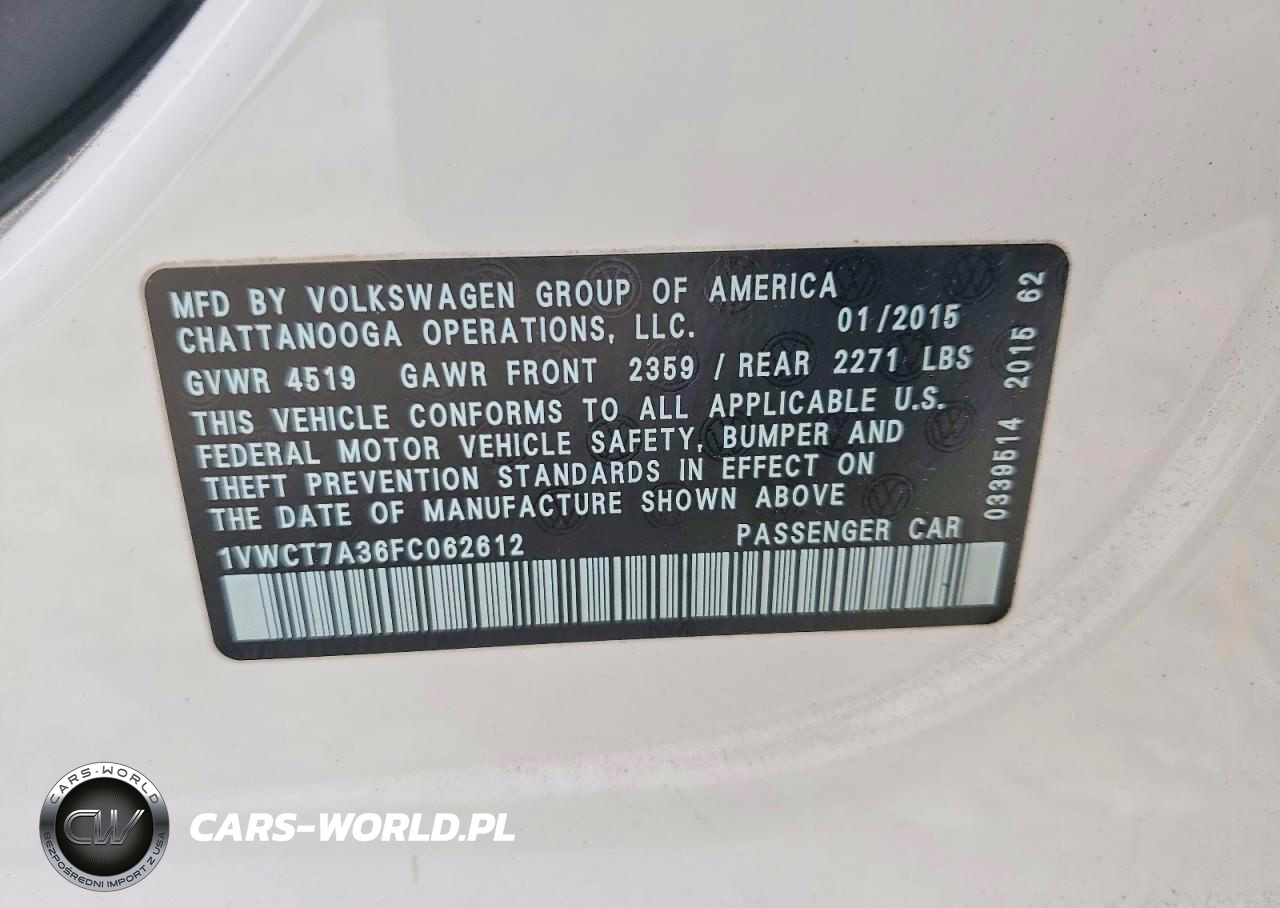 MFD BY VOLKSWAGEN GROUP OF AMERICA
CHATTANOOGA OPERATIONS, LLC. 01/2015
GVWR 4519 GAWR FRONT 2359 / REAR 2271 LBS
THIS VEHICLE CONFORMS TO ALL APPLICABLE U.S.
FEDERAL MOTOR VEHICLE SAFETY, BUMPER AND
THEFT PREVENTION STANDARDS IN EFFECT ON
THE DATE OF MANUFACTURE SHOWN ABOVE
1VWCT7A36FC062612 PASSENGER CAR
0339514 2015 62
CARS-WORLD
CW
BEZPOŚREDNI IMPORT Z USA
CARS-WORLD.PL